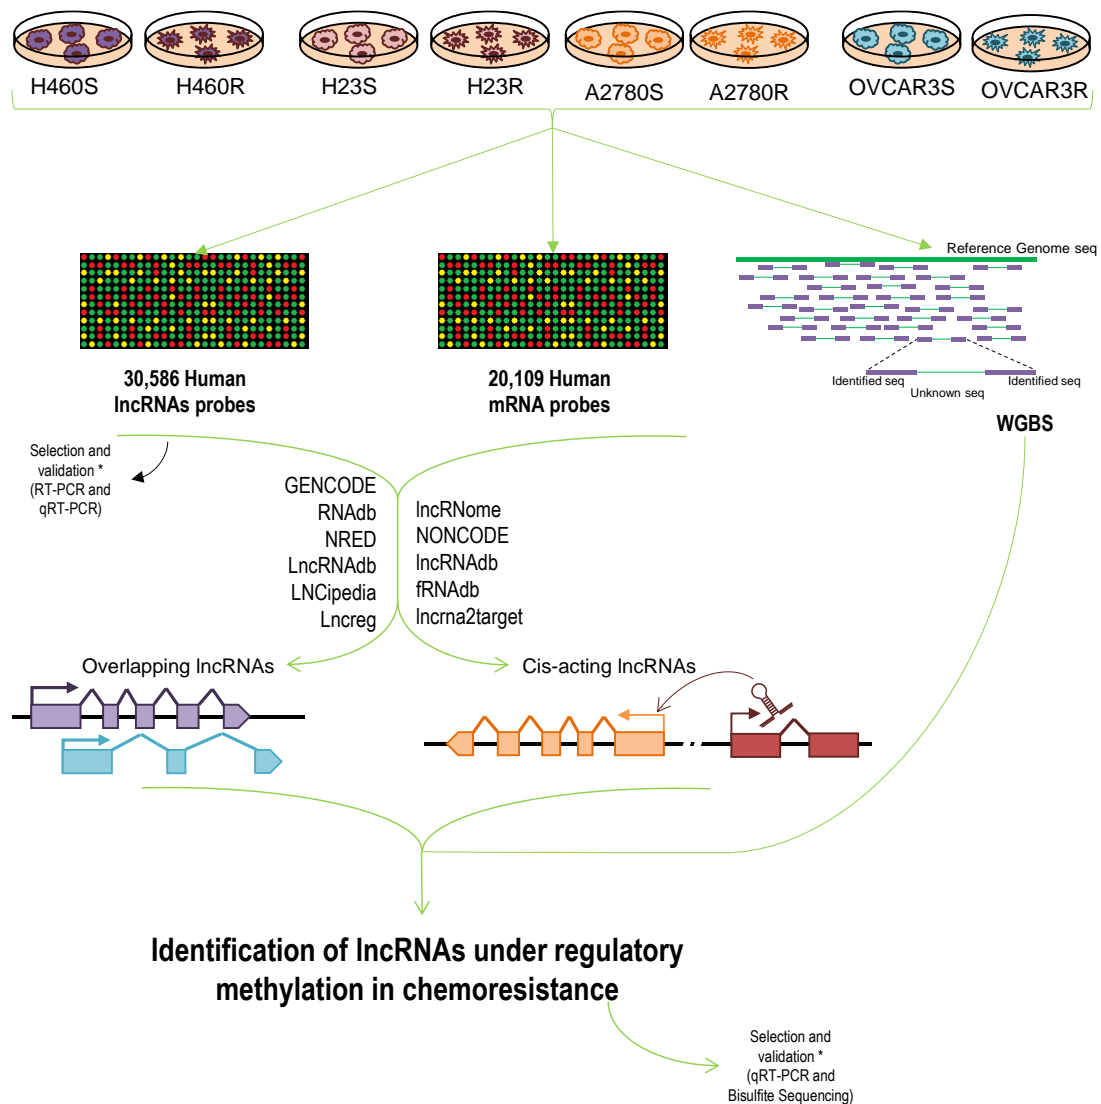 H460S
H460R
H23S
H23R
A2780S
A2780R
OVCAR3S
OVCAR3R
Reference Genome seq
Identified seq
Unknown seq
Identified seq
30,586 Human
lncRNAs probes
20,109 Human
mRNA probes
WGBS
Selection and
validation *
(RT-PCR and
qRT-PCR)
GENCODE
RNAdb
NRED
LncRNAdb
LNCipedia
Lncreg
lncRNome
NONCODE
lncRNAdb
fRNAdb
lncrna2target
Overlapping lncRNAs
Cis-acting lncRNAs
Identification of lncRNAs under regulatory
methylation in chemoresistance
Selection and
validation *
(qRT-PCR and
Bisulfite Sequencing)